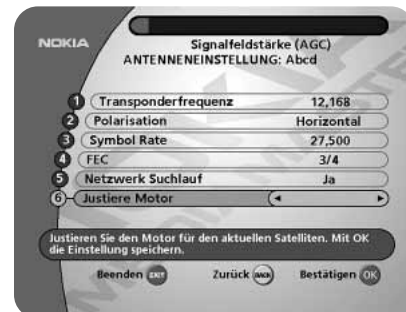 NOKIA
Signalfeldstärke (AGC)
ANTENNENEINSTELLUNG: Abcd
1 Transponderfrequenz 12,168
2 Polarisation Horizontal
3 Symbol Rate 27,500
4 FEC 3/4
5 Netzwerk Suchlauf Ja
6 Justiere Motor
Justieren Sie den Motor für den aktuellen Satelliten. Mit OK
die Einstellung speichern.
Beenden EXIT Zurück BACK Bestätigen OK